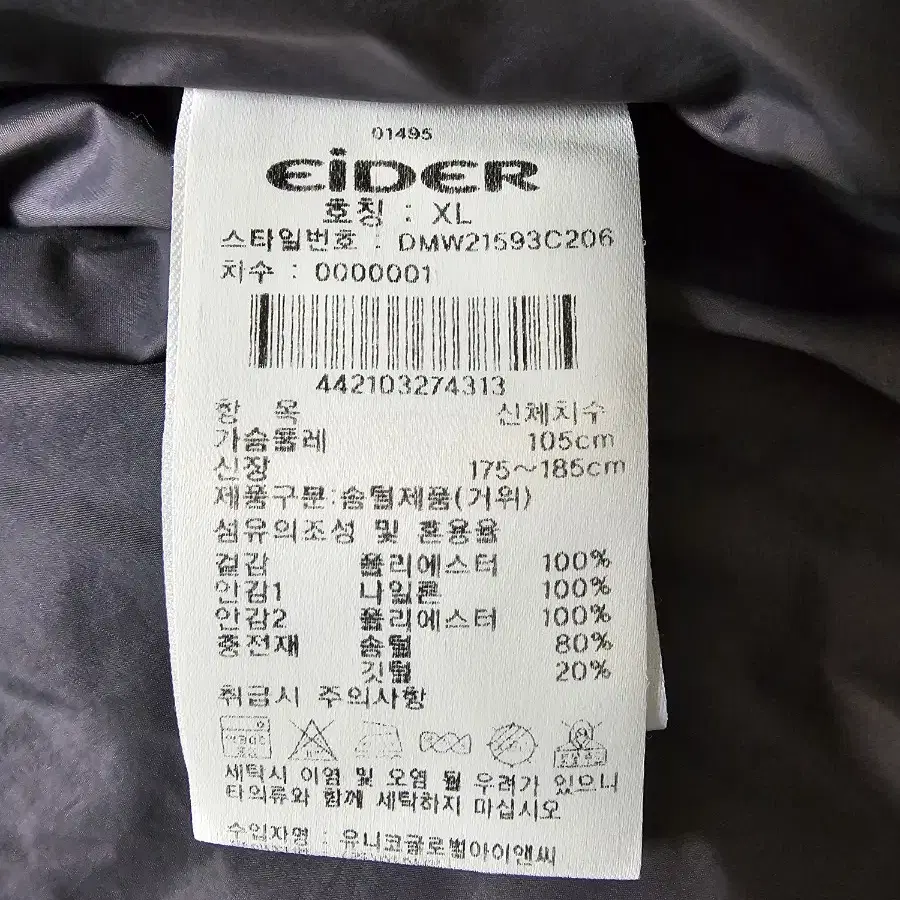 01495
EiDER
호칭 : XL
스타일번호 : DMW21593C206
치수 : 0000001
442103274313
항 목 신체치수
가슴둘레 105cm
신장 175~185cm
제품구분:솜털제품(거위)
섬유의조성 및 혼용율
겉감 폴리에스터 100%
안감1 나일론 100%
안감2 폴리에스터 100%
충전재 솜털 80%
깃털 20%
취급시 주의사항
세탁시 이염 및 오염 될 우려가 있으니
타의류와 함께 세탁하지 마십시오
수입자명 : 유니코글로벌아이앤씨